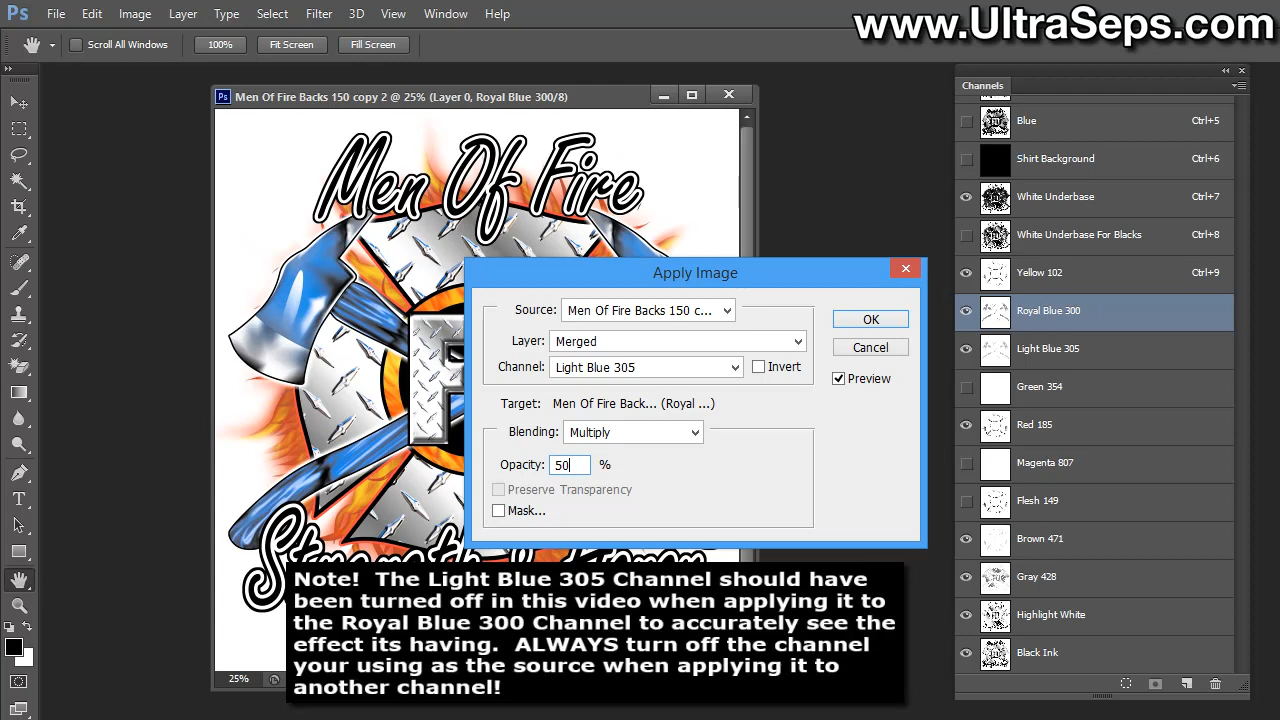 Ps File Edit Image Layer Type Select Filter 3D View Window Help
www.UltraSeps.com
Scroll All Windows 100% Fit Screen Fill Screen
Channels
Ps Men Of Fire Backs 150 copy 2 @ 25% (Layer 0, Royal Blue 300/8)
Men Of Fire
Blue Ctrl+5
Shirt Background Ctrl+6
White Underbase Ctrl+7
White Underbase For Blacks Ctrl+8
Yellow 102 Ctrl+9
Royal Blue 300
Light Blue 305
Green 354
Red 185
Magenta 807
Flesh 149
Brown 471
Gray 428
Highlight White
Black Ink
Apply Image
Source: Men Of Fire Backs 150 c...
Layer: Merged
Channel: Light Blue 305 Invert
Target: Men Of Fire Back... (Royal ...)
Blending: Multiply
Opacity: 50 %
Preserve Transparency
Mask...
OK
Cancel
Preview
25%
Note! The Light Blue 305 Channel should have
been turned off in this video when applying it to
the Royal Blue 300 Channel to accurately see the
effect its having. ALWAYS turn off the channel
your using as the source when applying it to
another channel!